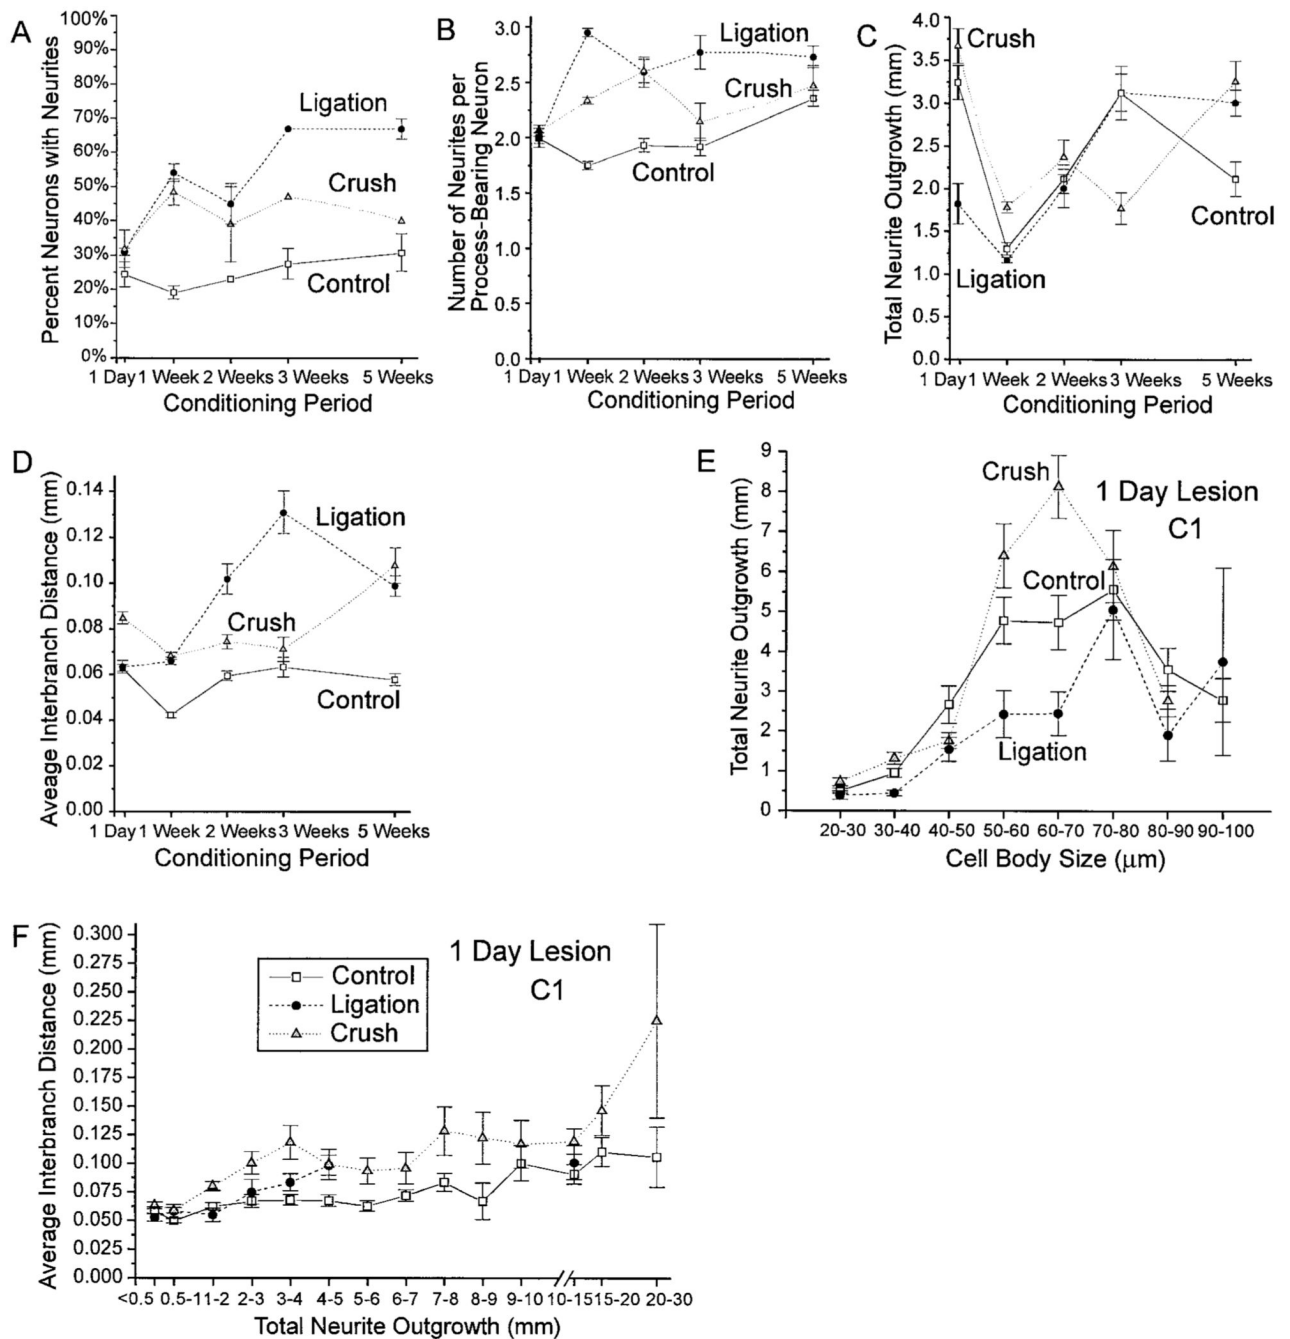 A
Percent Neurons with Neurites
100%
90%
80%
70%
60%
50%
40%
30%
20%
10%
0%
Ligation
Crush
Control
1 Day 1 Week 2 Weeks 3 Weeks 5 Weeks
Conditioning Period
B
Number of Neurites per
Process-Bearing Neuron
3.0
2.5
2.0
1.5
1.0
0.5
0.0
Ligation
Crush
Control
1 Day 1 Week 2 Weeks 3 Weeks 5 Weeks
Conditioning Period
C
Total Neurite Outgrowth (mm)
4.0
3.5
3.0
2.5
2.0
1.5
1.0
0.5
0.0
Crush
Control
Ligation
1 Day 1 Week 2 Weeks 3 Weeks 5 Weeks
Conditioning Period
D
Aveage Interbranch Distance (mm)
0.14
0.12
0.10
0.08
0.06
0.04
0.02
0.00
Ligation
Crush
Control
1 Day 1 Week 2 Weeks 3 Weeks 5 Weeks
Conditioning Period
E
Total Neurite Outgrowth (mm)
9
8
7
6
5
4
3
2
1
0
Crush
1 Day Lesion
C1
Control
Ligation
20-30 30-40 40-50 50-60 60-70 70-80 80-90 90-100
Cell Body Size (μm)
F
Average Interbranch Distance (mm)
0.300
0.275
0.250
0.225
0.200
0.175
0.150
0.125
0.100
0.075
0.050
0.025
0.000
1 Day Lesion
C1
Control
Ligation
Crush
<0.5 0.5-1 1-2 2-3 3-4 4-5 5-6 6-7 7-8 8-9 9-10 10-15 15-20 20-30
Total Neurite Outgrowth (mm)